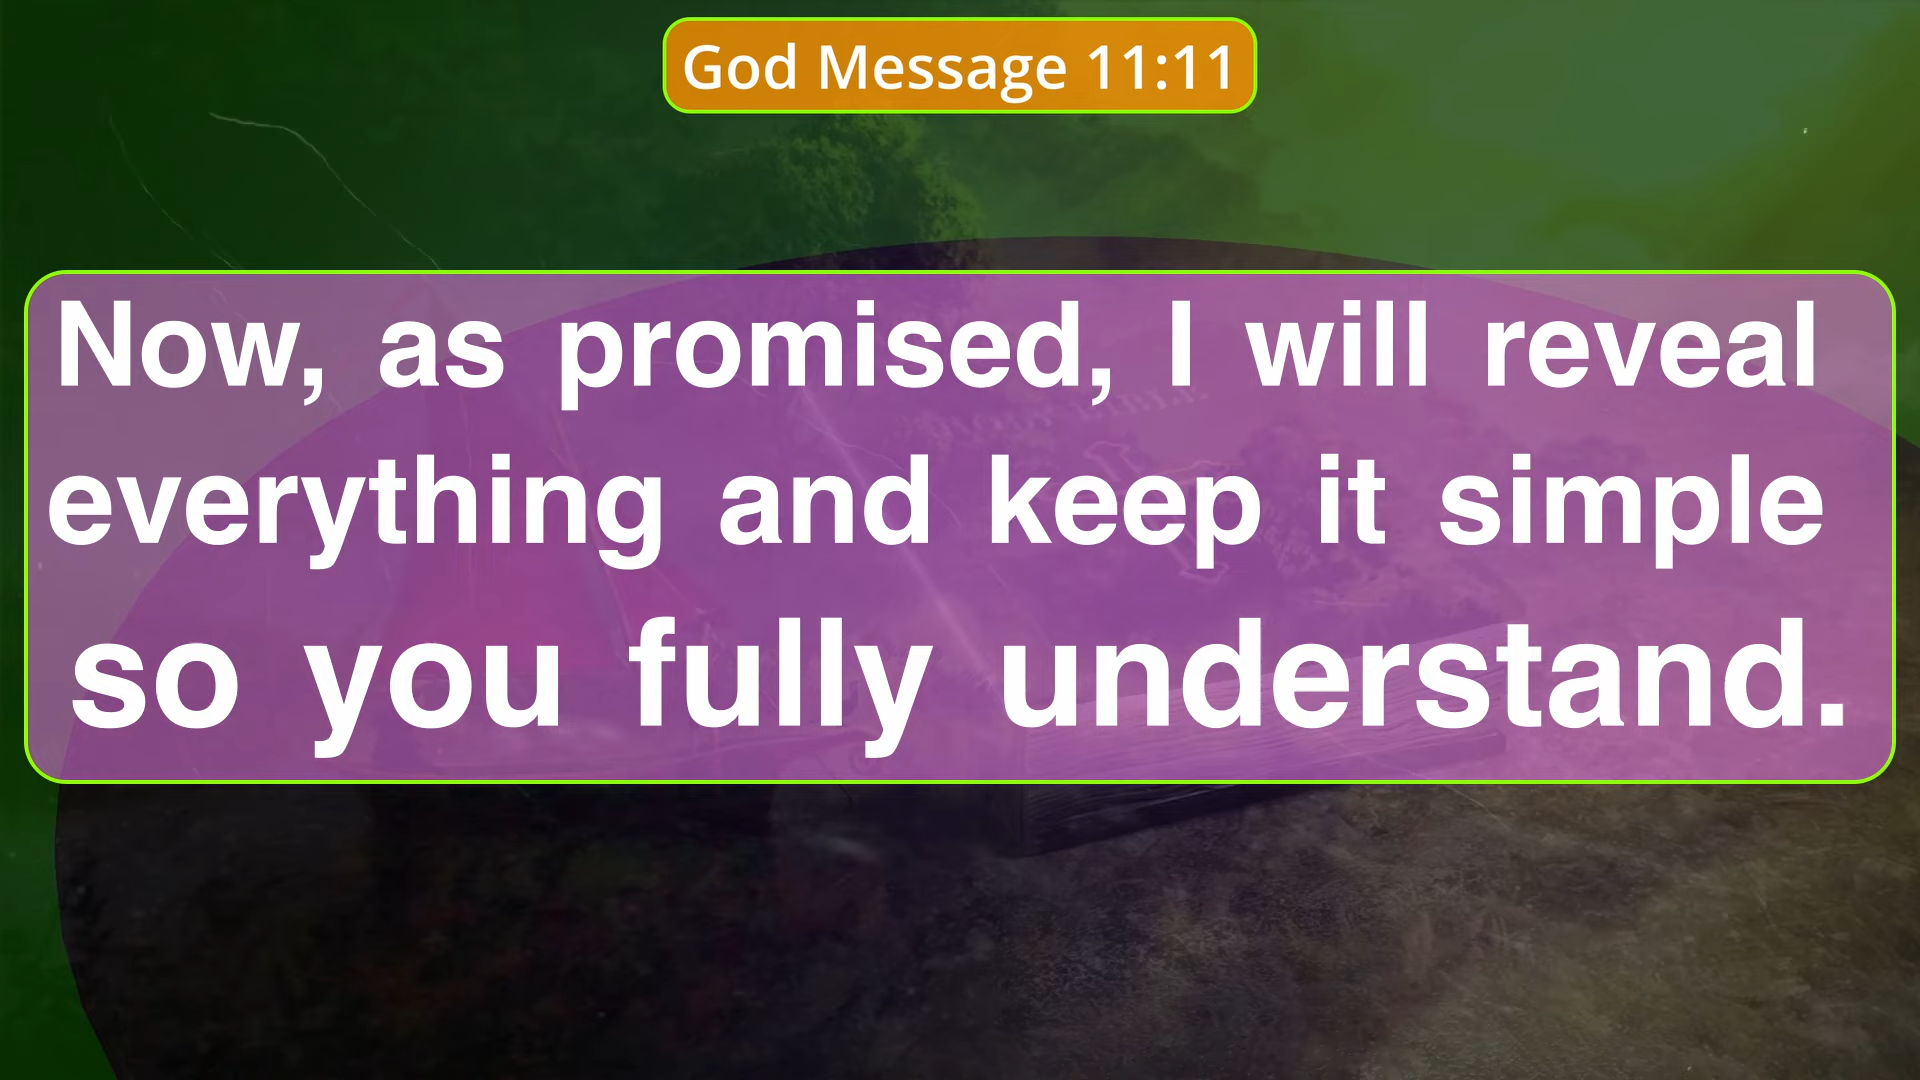 God Message 11:11
Now, as promised, I will reveal
everything and keep it simple
so you fully understand.